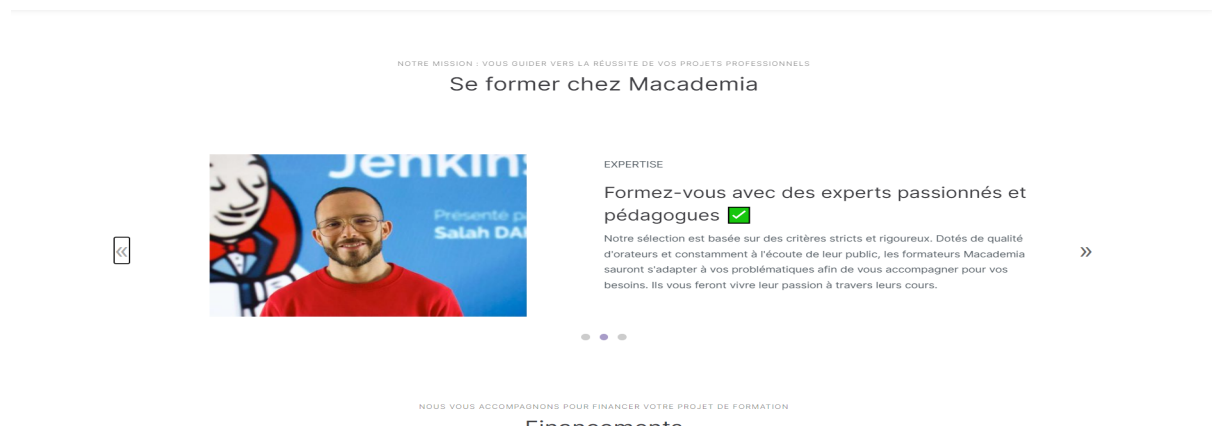 NOTRE MISSION : VOUS GUIDER VERS LA RÉUSSITE DE VOS PROJETS PROFESSIONNELS
Se former chez Macademia
Jenkins
Présenté pa
Salah DA
EXPERTISE
Formez-vous avec des experts passionnés et
pédagogues ✅
Notre sélection est basée sur des critères stricts et rigoureux. Dotés de qualité
d'orateurs et constamment à l'écoute de leur public, les formateurs Macademia
sauront s'adapter à vos problématiques afin de vous accompagner pour vos
besoins. Ils vous feront vivre leur passion à travers leurs cours.
«
»
NOUS VOUS ACCOMPAGNONS POUR FINANCER VOTRE PROJET DE FORMATION
Financements